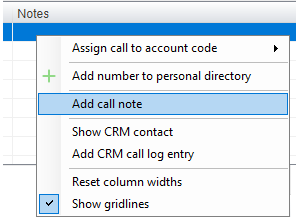 Notes
Assign call to account code
Add number to personal directory
Add call note
Show CRM contact
Add CRM call log entry
Reset column widths
Show gridlines